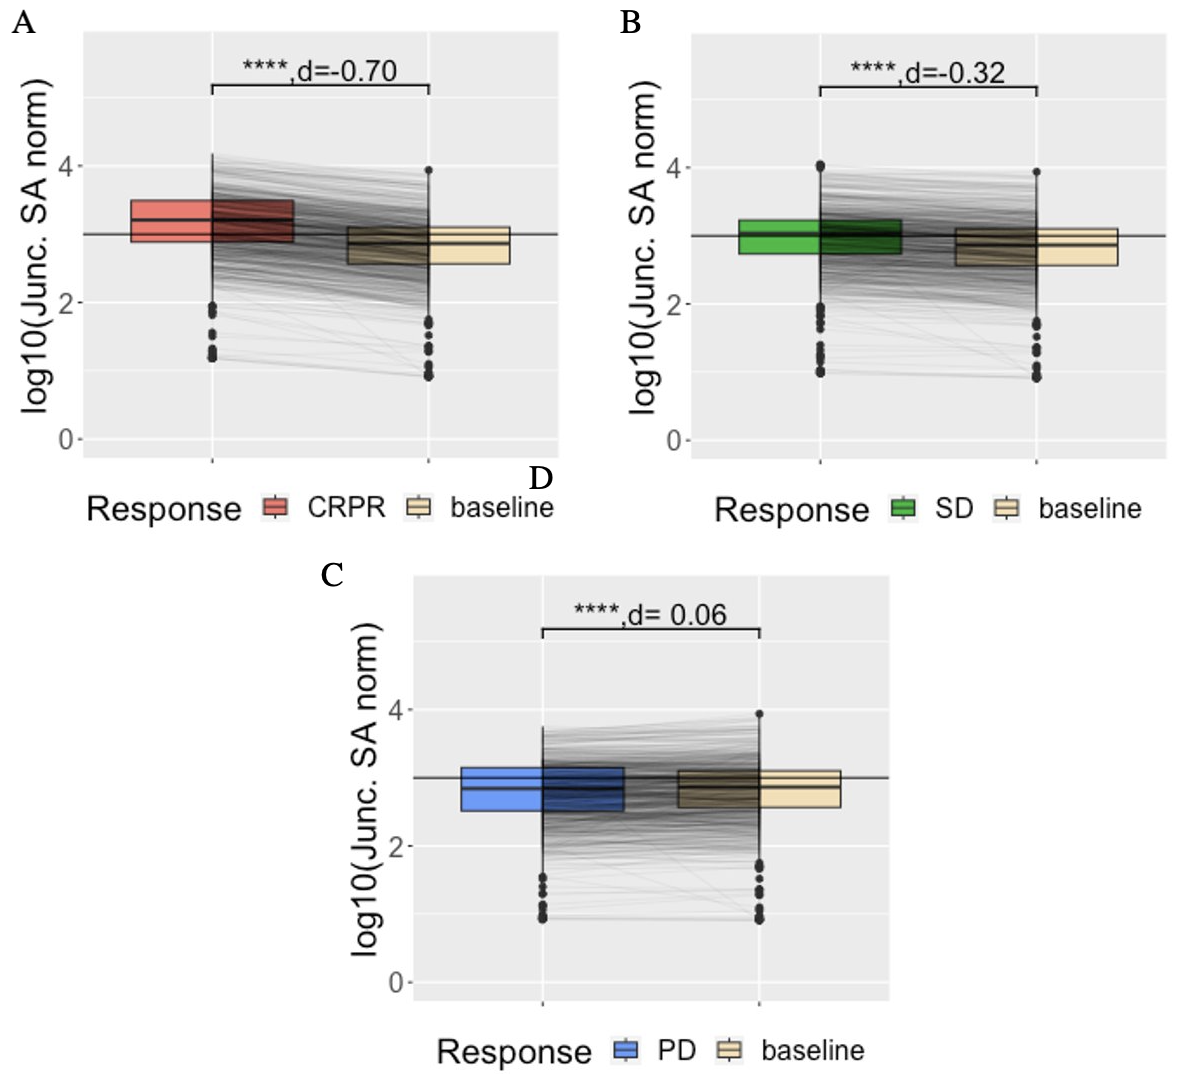 A
****,d=-0.70
log10(Junc. SA norm)
4
2
0
Response CRPR baseline
B
****,d=-0.32
log10(Junc. SA norm)
4
2
0
Response SD baseline
D
C
****,d= 0.06
log10(Junc. SA norm)
4
2
0
Response PD baseline